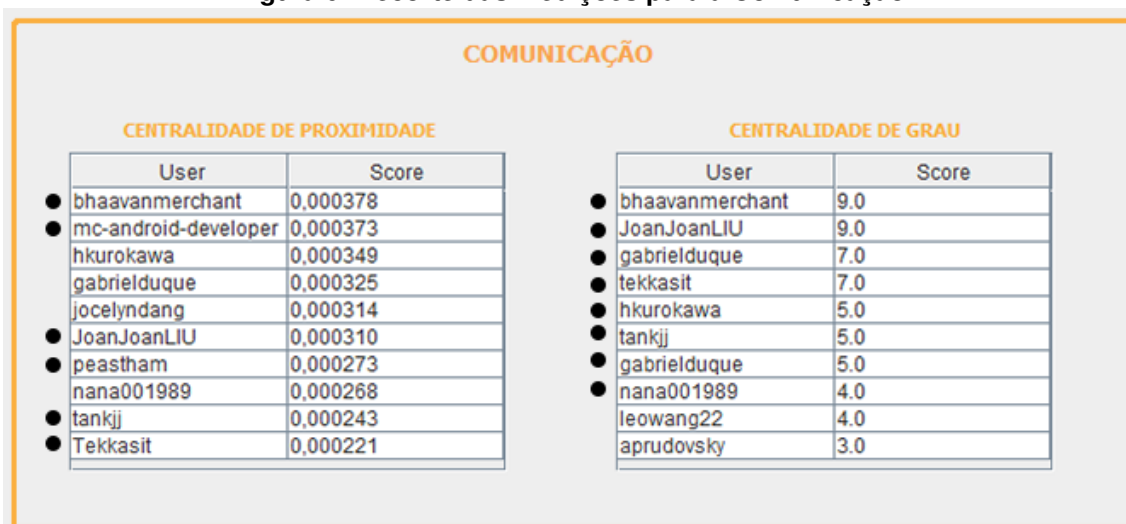 COMUNICAÇÃO
CENTRALIDADE DE PROXIMIDADE
User Score
bhaavanmerchant 0,000378
mc-android-developer 0,000373
hkurokawa 0,000349
gabrielduque 0,000325
jocelyndang 0,000314
JoanJoanLIU 0,000310
peastham 0,000273
nana001989 0,000268
tankjj 0,000243
Tekkasit 0,000221
CENTRALIDADE DE GRAU
User Score
bhaavanmerchant 9.0
JoanJoanLIU 9.0
gabrielduque 7.0
tekkasit 7.0
hkurokawa 5.0
tankjj 5.0
gabrielduque 5.0
nana001989 4.0
leowang22 4.0
aprudovsky 3.0